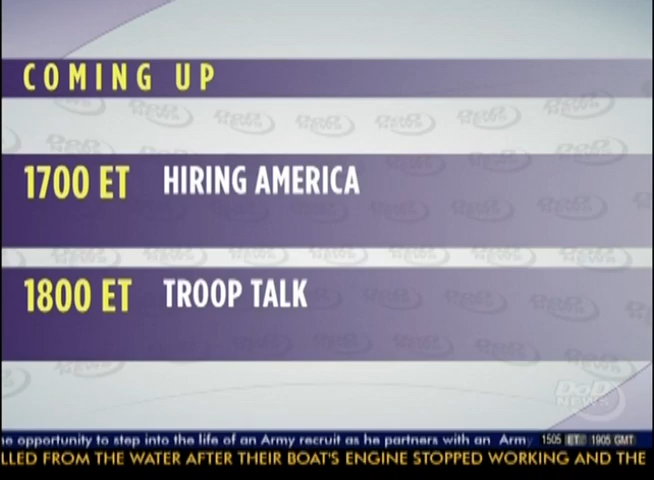 COMING UP
1700 ET HIRING AMERICA
1800 ET TROOP TALK
DoD
NEWS
opportunity to step into the life of an Army recruit as he partners with an Arm 1505 ET 1905 GMT
LLED FROM THE WATER AFTER THEIR BOAT'S ENGINE STOPPED WORKING AND THE